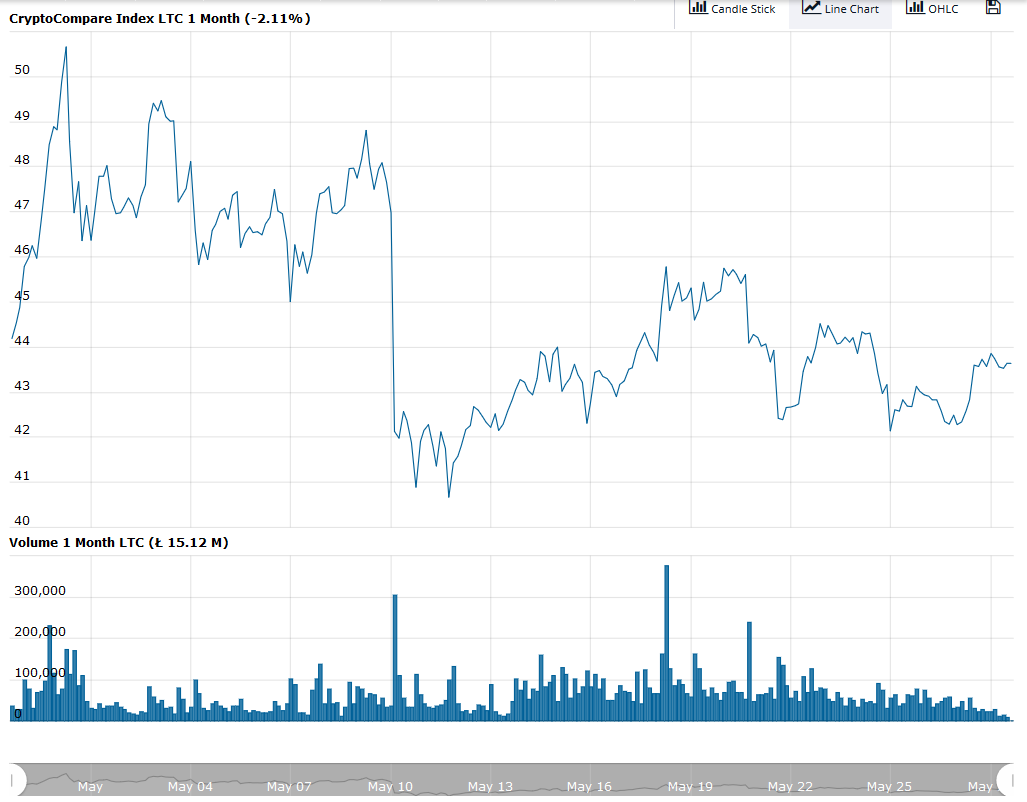 CryptoCompare Index LTC 1 Month (-2.11%)
Candle Stick
Line Chart
OHLC
50
49
48
47
46
45
44
43
42
41
40
Volume 1 Month LTC (Ł 15.12 M)
300,000
200,000
100,000
0
May
May 04
May 07
May 10
May 13
May 16
May 19
May 22
May 25
May